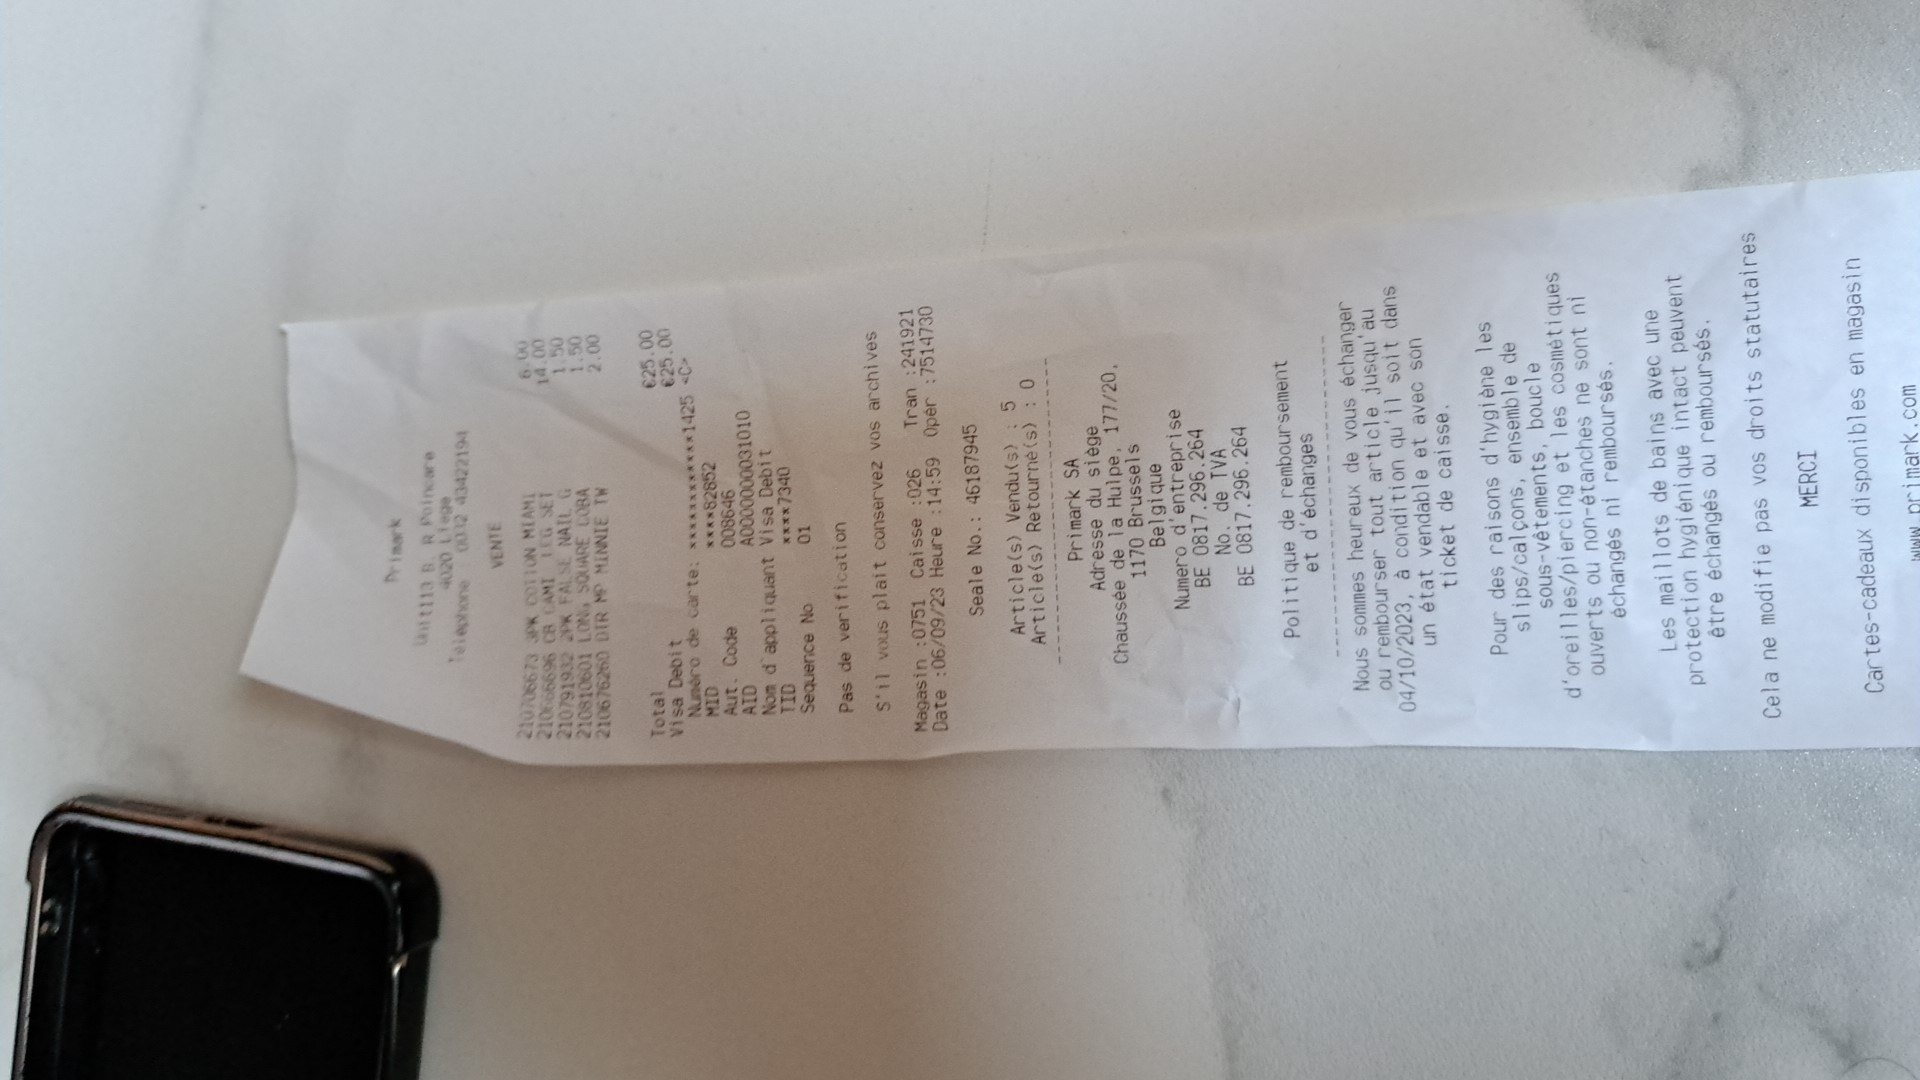 Primark
Unit113 B. R Poincare
4020 Liege
Telephone 0032 43422194
VENTE
210706673 3PK COTTON MIAMI 6.00
CB CAMI LEG SET 14.00
210791932 2PK FALSE NAIL G 1.50
210810601 LONG SQUARE COBA 1.50
210676260 DTR MP MINNIE TW 2.00
Total €25.00
Visa Debit €25.00
Numéro de carte: ************1425 <C>
MID ****82852
Aut. Code 008646
AID A0000000031010
Nom d'appliquant Visa Debit
TID ****7340
Sequence No 01
Pas de verification
S'il vous plait conservez vos archives
Magasin :0751 Caisse :026 Tran :241921
Date :06/09/23 Heure :14:59 Opér :7514730
Seale No.: 46187945
Article(s) Vendu(s) : 5
Article(s) Retourné(s) : 0
Primark SA
Adresse du siège
Chaussée de la Hulpe, 177/20,
1170 Brussels
Belgique
Numero d'entreprise
BE 0817.296.264
No. de TVA
BE 0817.296.264
Politique de remboursement
et d'échanges
Nous sommes heureux de vous échanger
ou rembourser tout article jusqu'au
04/10/2023, à condition qu'il soit dans
un état vendable et avec son
ticket de caisse.
Pour des raisons d'hygiène les
slips/calçons, ensemble de
sous-vêtements, boucle
d'oreilles/piercing et les cosmétiques
ouverts ou non-étanches ne sont ni
échangés ni remboursés.
Les maillots de bains avec une
protection hygiénique intact peuvent
être échangés ou remboursés.
Cela ne modifie pas vos droits statutaires
MERCI
Cartes-cadeaux disponibles en magasin
www.primark.com